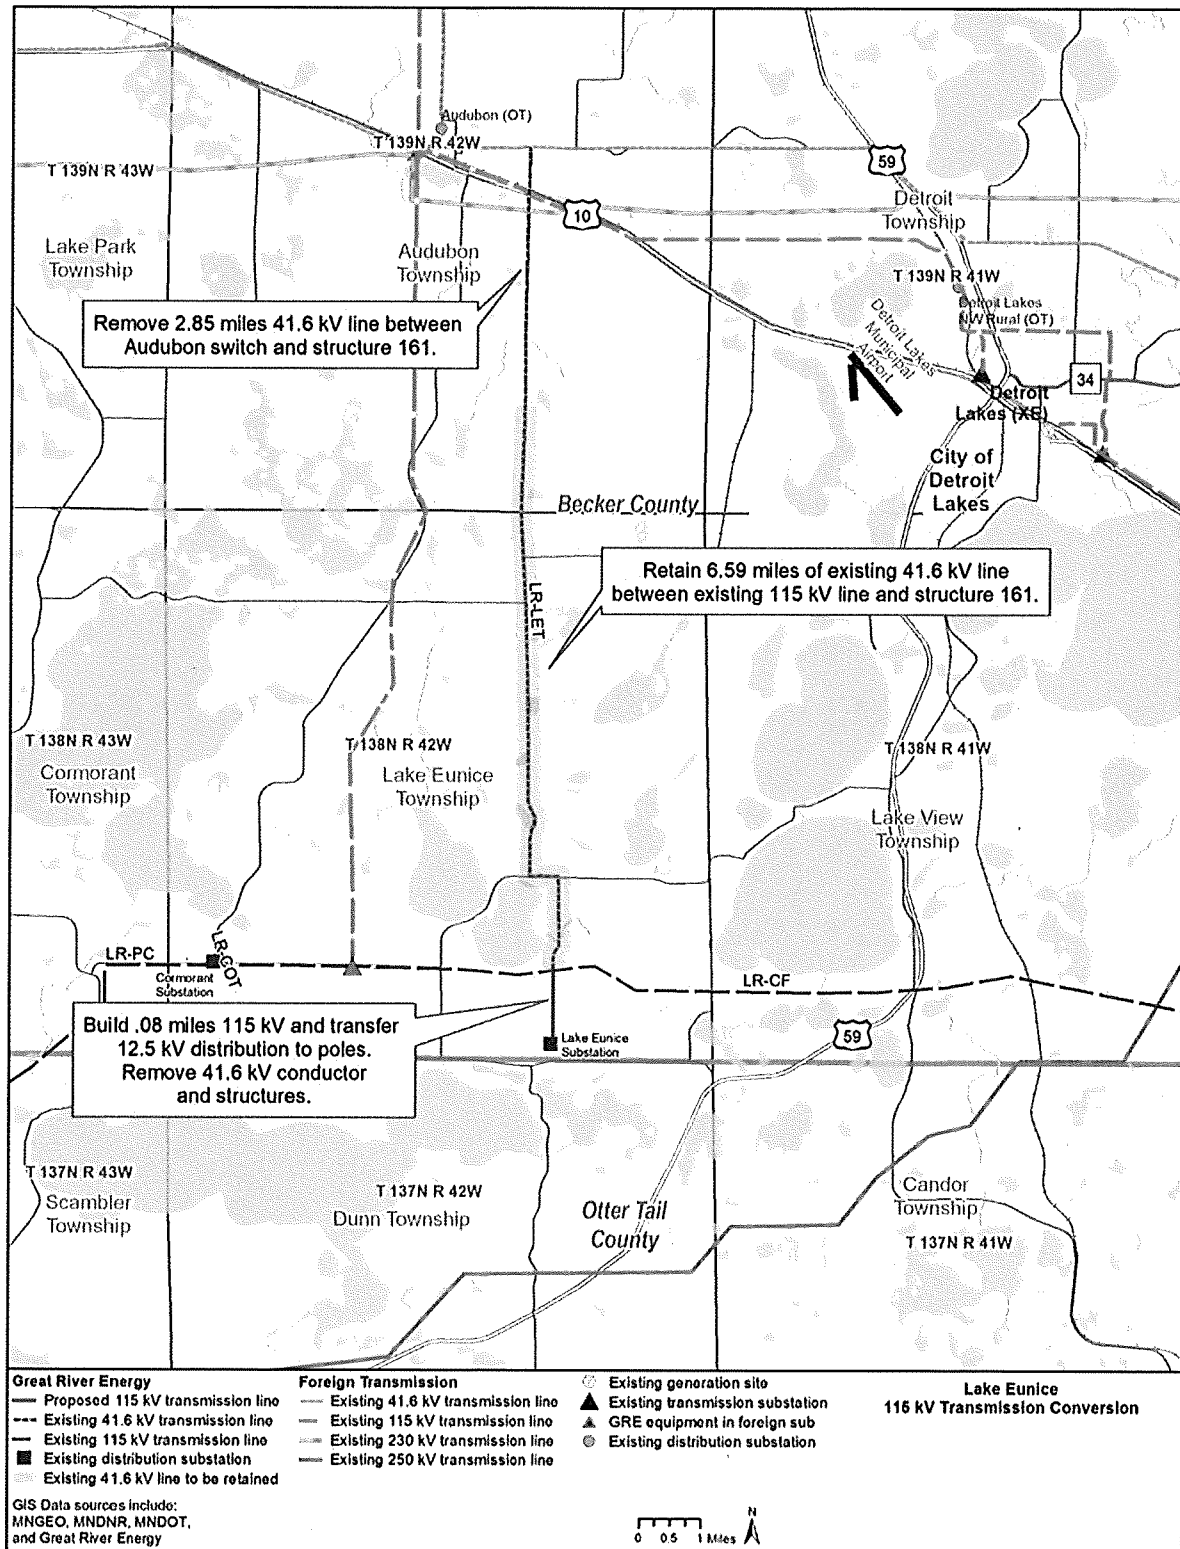 Audubon (OT)
T 139N R 42W
T 139N R 43W
59
Detroit
Township
10
Lake Park
Township
Audubon
Township
T 139N R 41W
Detroit Lakes
NW Rural (OT)
Remove 2.85 miles 41.6 kV line between
Audubon switch and structure 161.
Detroit Lakes
Municipal
Airport
34
Detroit
Lakes (XE)
City of
Detroit
Lakes
Becker County
Retain 6.59 miles of existing 41.6 kV line
between existing 115 kV line and structure 161.
LR-LET
T 138N R 43W
T 138N R 42W
T 138N R 41W
Cormorant
Township
Lake Eunice
Township
Lake View
Township
LR-PC
LR-COT
Cormorant
Substation
LR-CF
Build .08 miles 115 kV and transfer
12.5 kV distribution to poles.
Remove 41.6 kV conductor
and structures.
Lake Eunice
Substation
59
T 137N R 43W
Scambler
Township
T 137N R 42W
Dunn Township
Otter Tail
County
Candor
Township
T 137N R 41W
Great River Energy
Proposed 115 kV transmission line
Existing 41.6 kV transmission line
Existing 115 kV transmission line
Existing distribution substation
Existing 41.6 kV line to be retained
Foreign Transmission
Existing 41.6 kV transmission line
Existing 115 kV transmission line
Existing 230 kV transmission line
Existing 250 kV transmission line
Existing generation site
Existing transmission substation
GRE equipment in foreign sub
Existing distribution substation
Lake Eunice
115 kV Transmission Conversion
GIS Data sources include:
MNGEO, MNDNR, MNDOT,
and Great River Energy
0 0.5 1 Miles
N